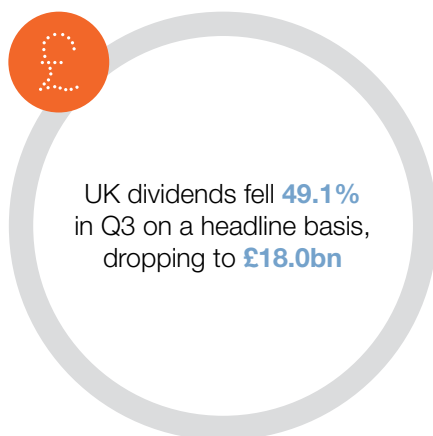 £
UK dividends fell 49.1%
in Q3 on a headline basis,
dropping to £18.0bn